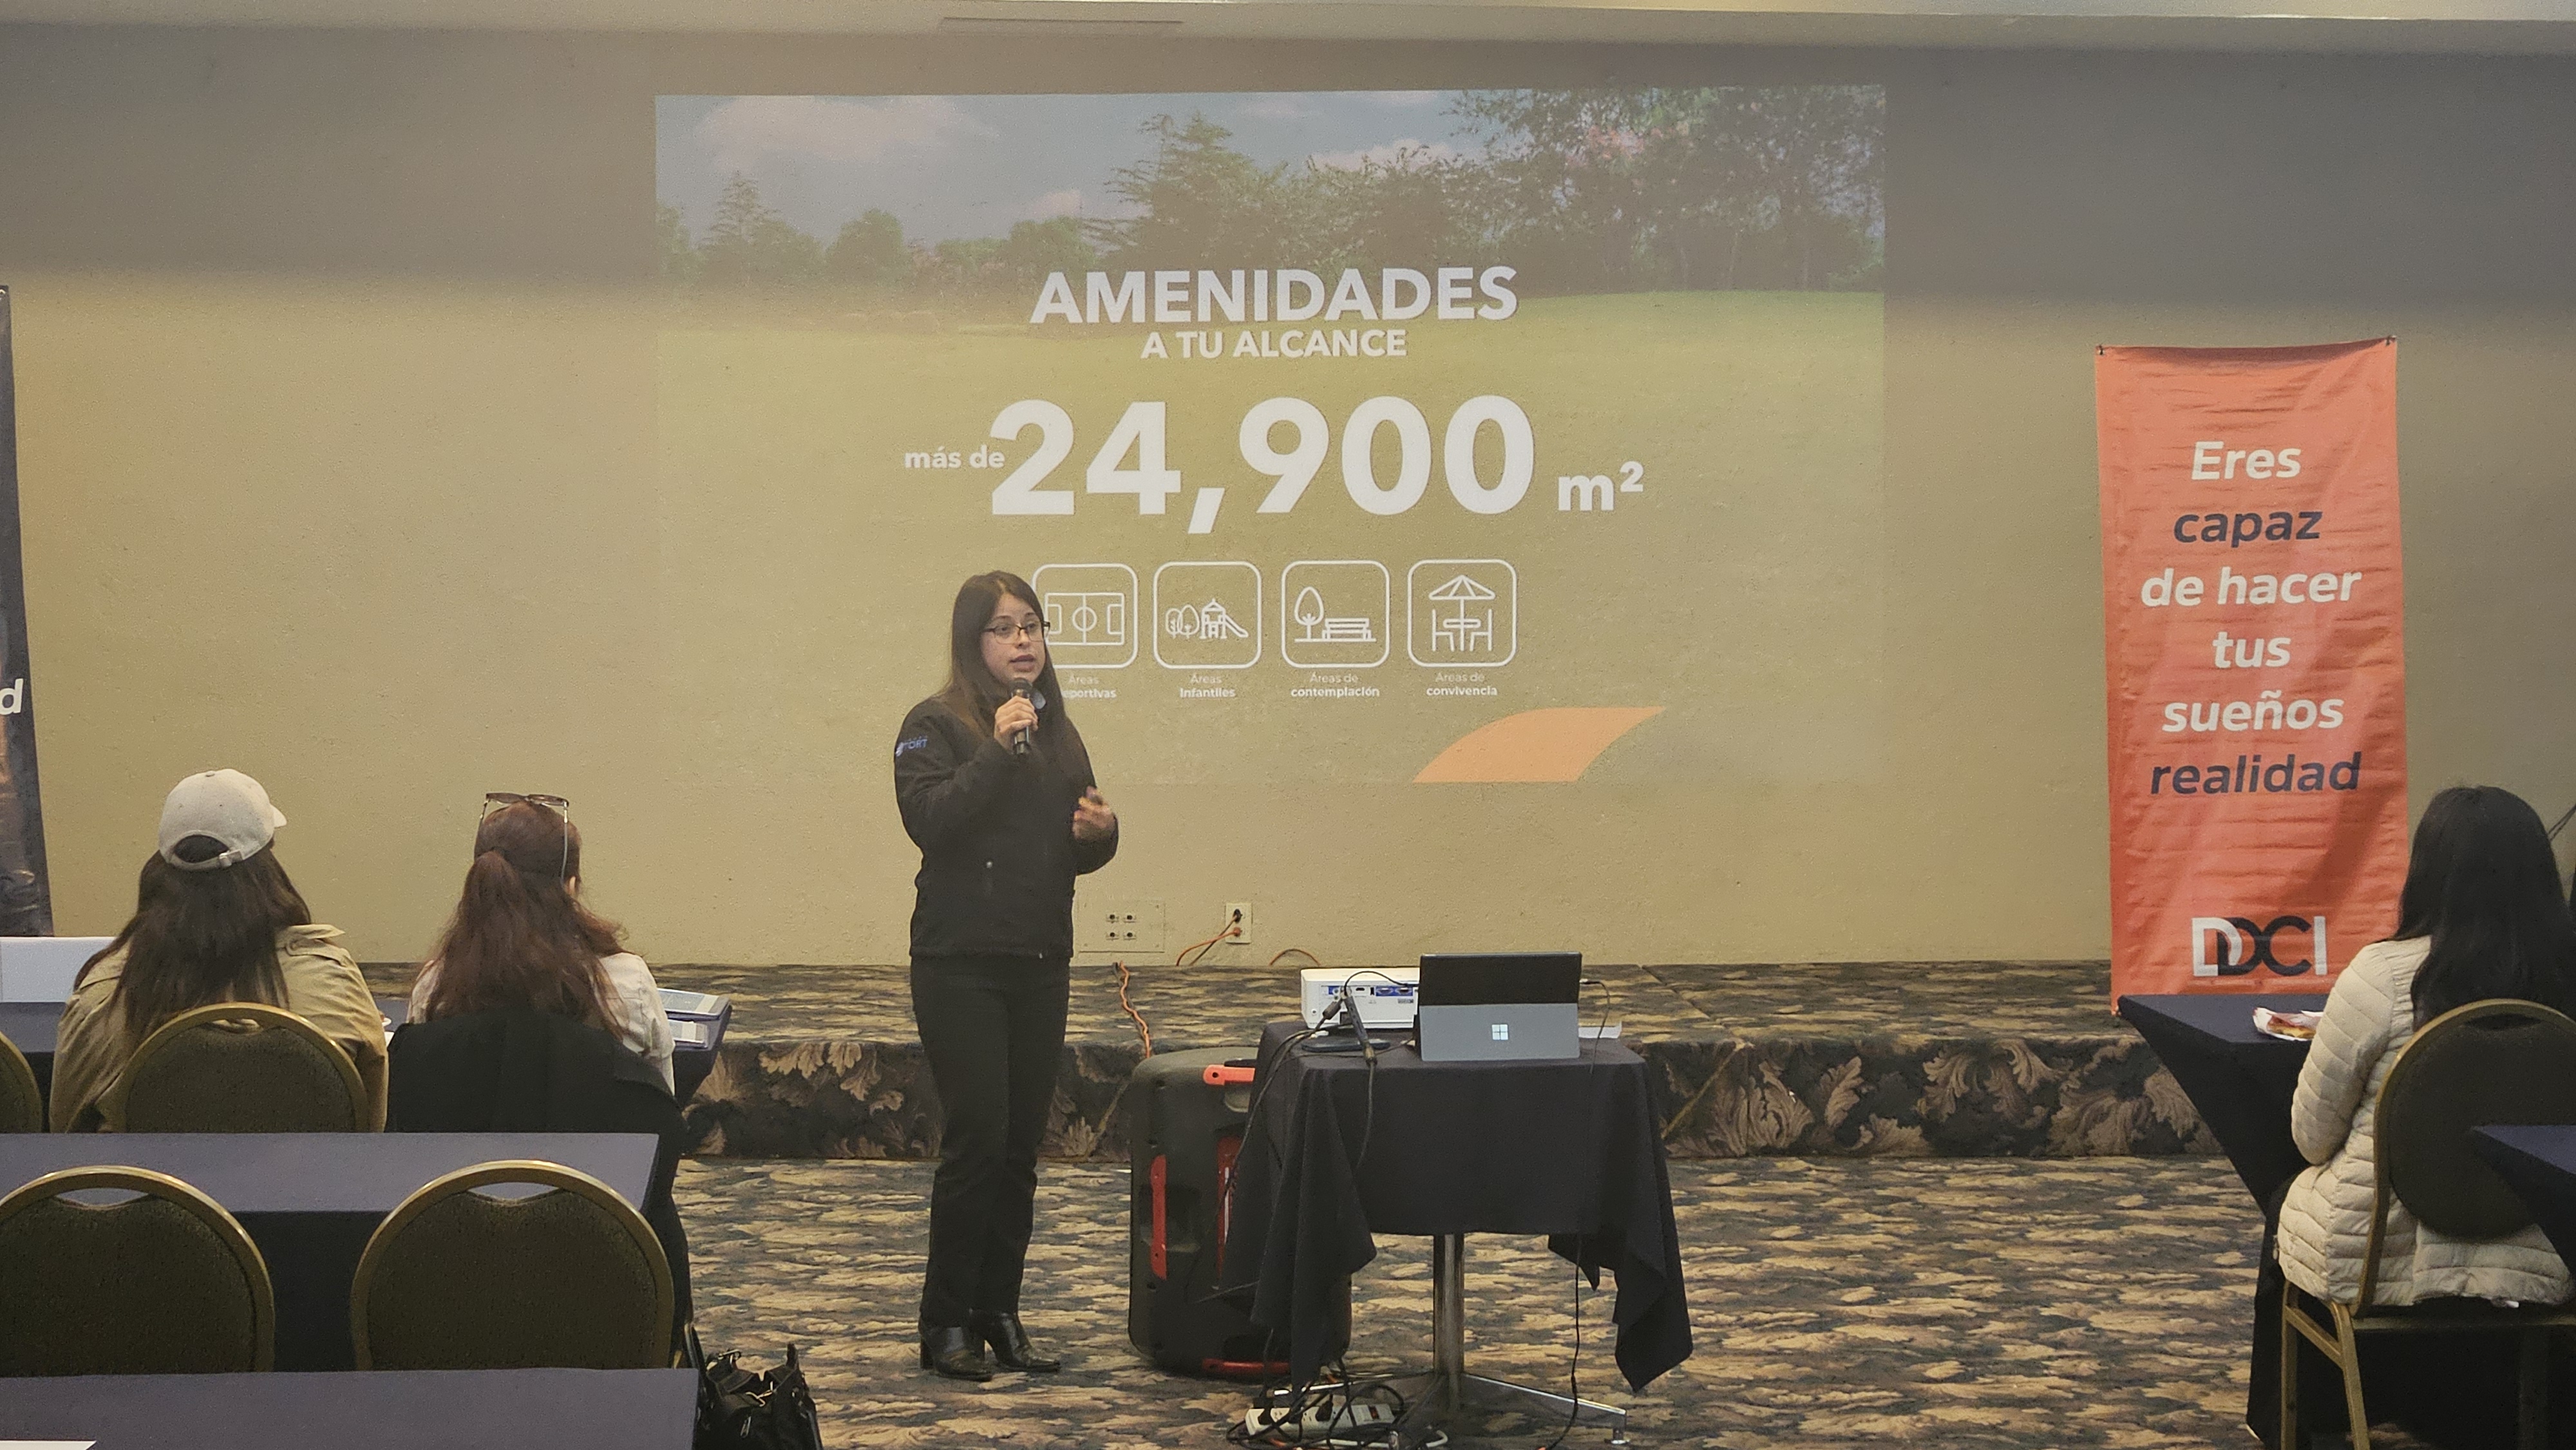 AMENIDADES
A TU ALCANCE
más de 24,900 m²
Áreas
Áreas
infantiles
Áreas de
contemplación
Áreas de
convivencia
Eres
capaz
de hacer
tus
sueños
realidad
DDCI
d